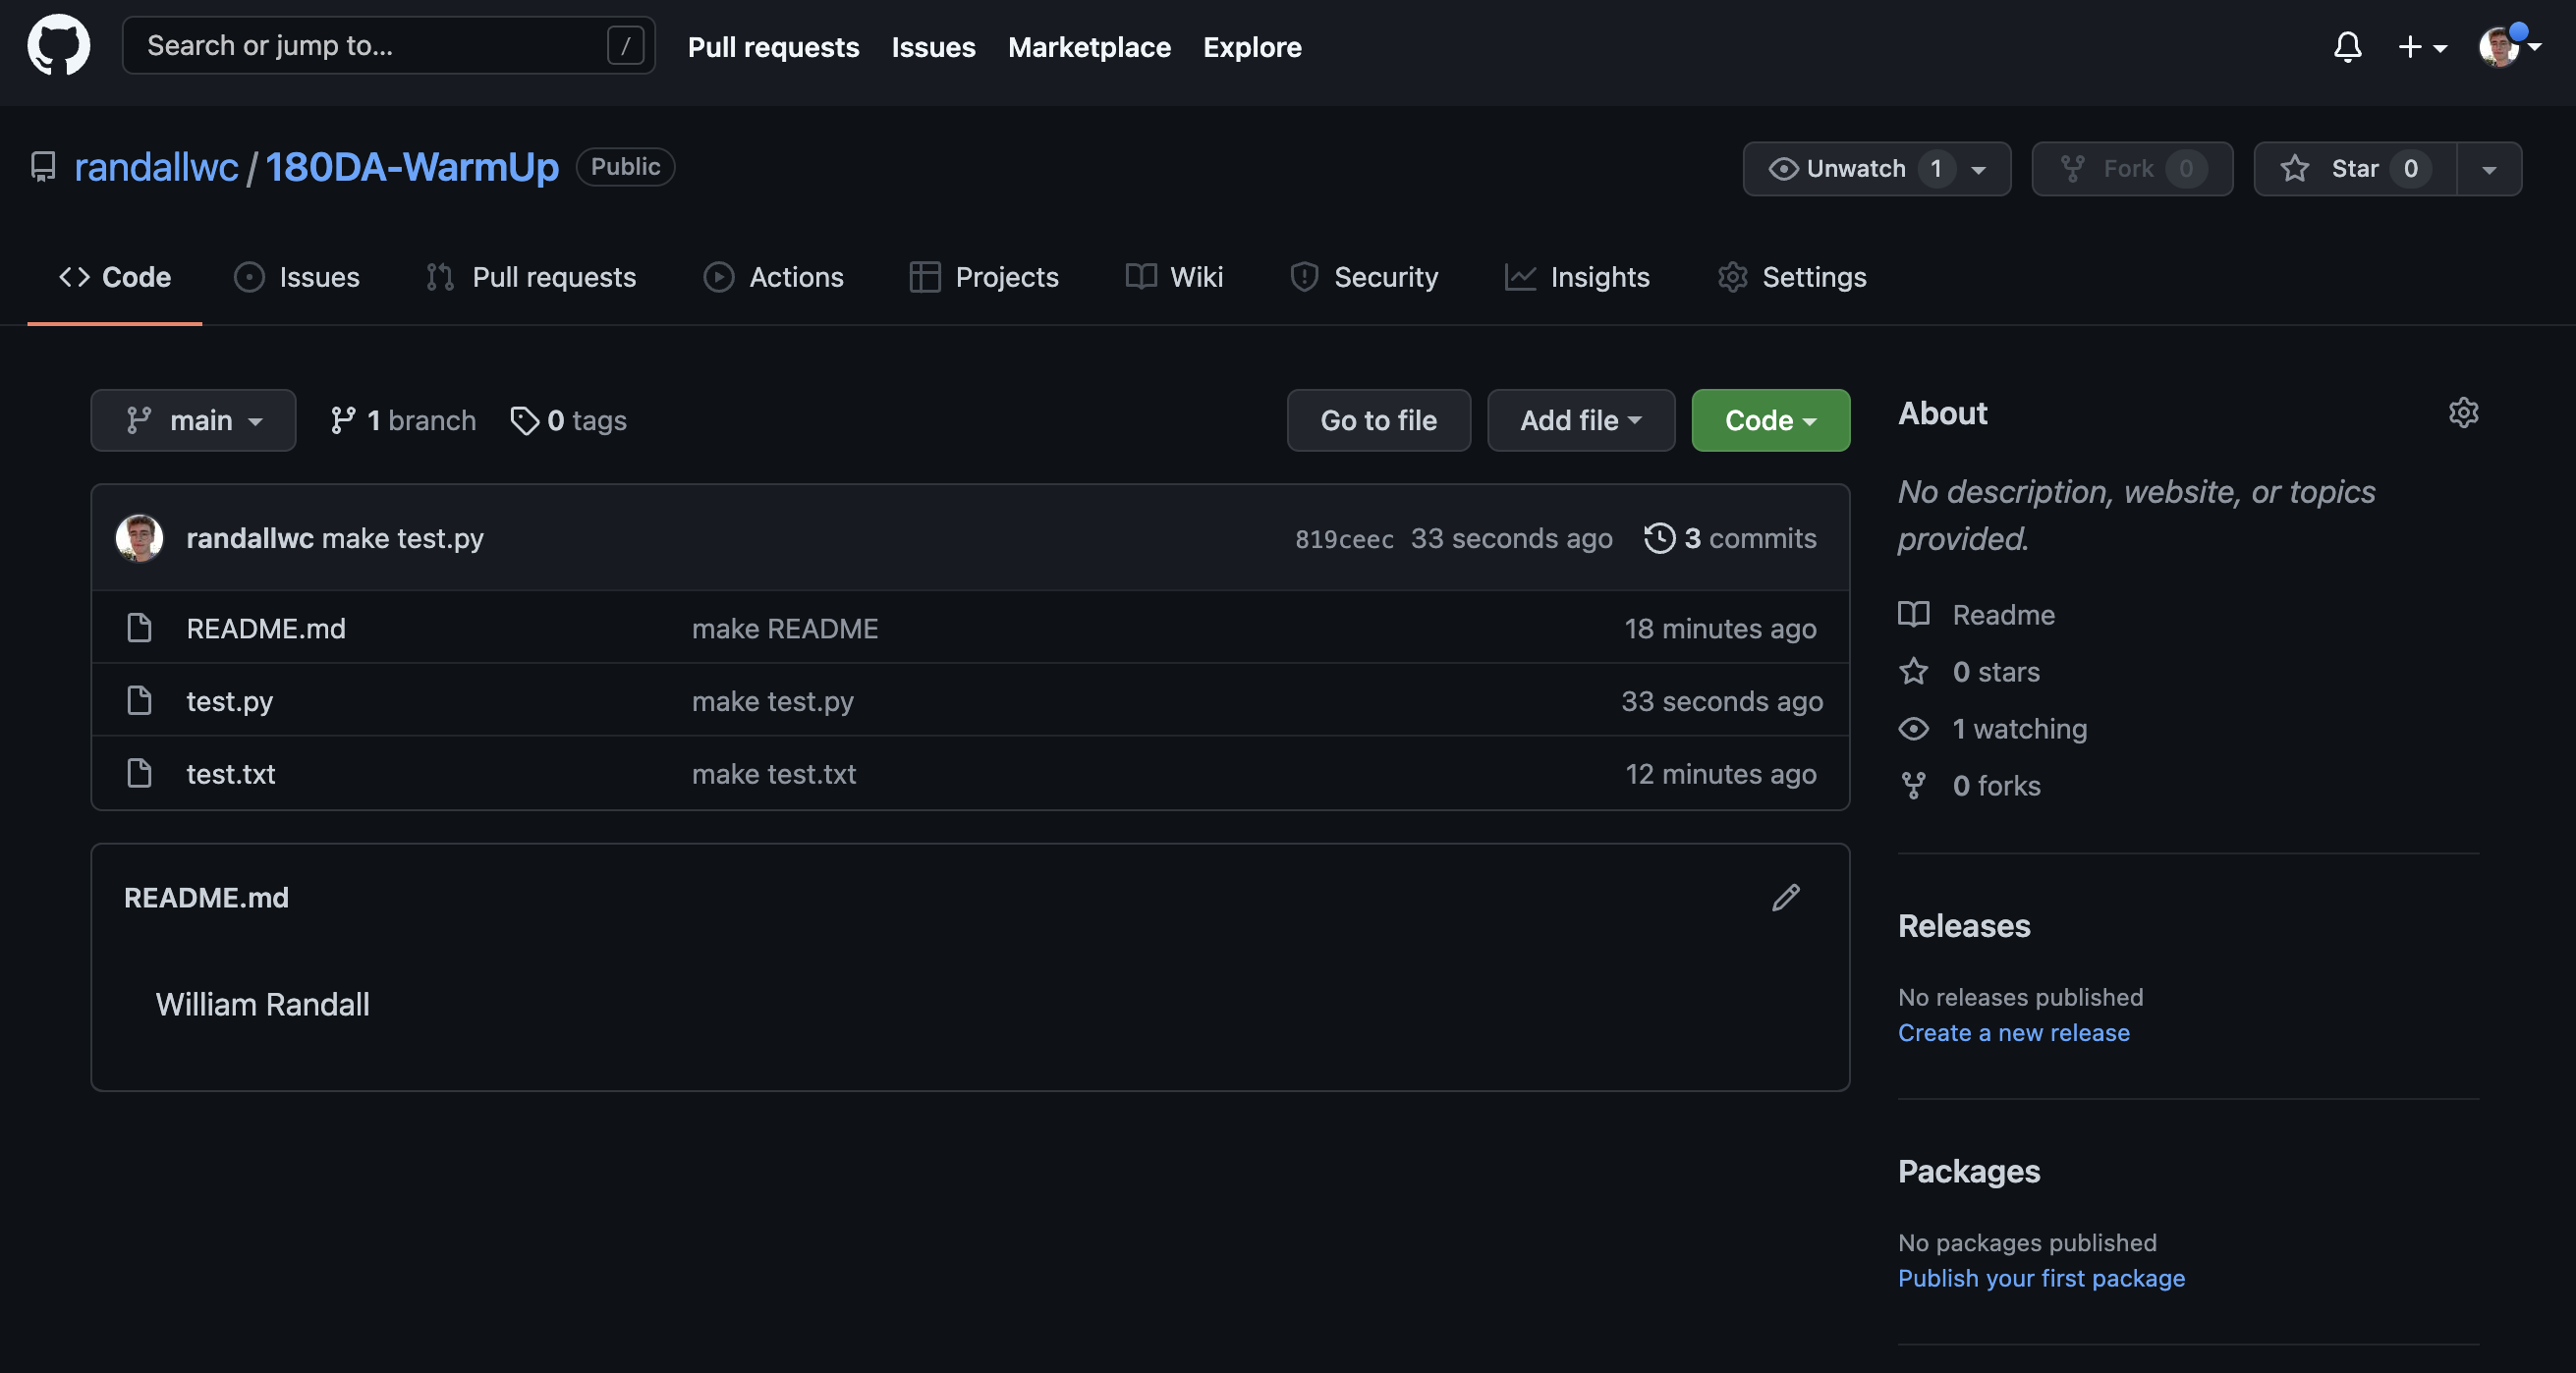 Search or jump to... /
Pull requests Issues Marketplace Explore
randallwc / 180DA-WarmUp Public
Unwatch 1 Fork 0 Star 0
Code Issues Pull requests Actions Projects Wiki Security Insights Settings
main 1 branch 0 tags
Go to file Add file Code
randallwc make test.py 819ceec 33 seconds ago 3 commits
README.md make README 18 minutes ago
test.py make test.py 33 seconds ago
test.txt make test.txt 12 minutes ago
README.md
William Randall
About
No description, website, or topics
provided.
Readme
0 stars
1 watching
0 forks
Releases
No releases published
Create a new release
Packages
No packages published
Publish your first package